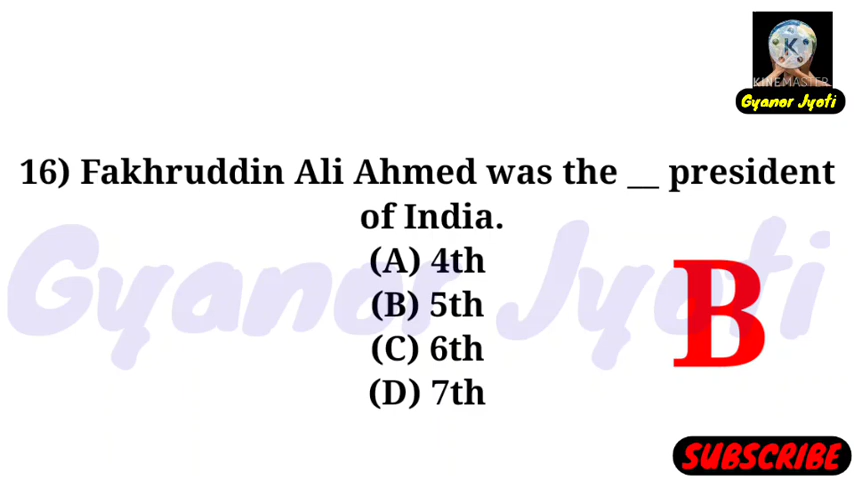 K
KINEMASTER
Gyanor Jyoti
16) Fakhruddin Ali Ahmed was the __ president
of India.
(A) 4th
(B) 5th
(C) 6th
(D) 7th
B
Gyanor Jyoti
SUBSCRIBE